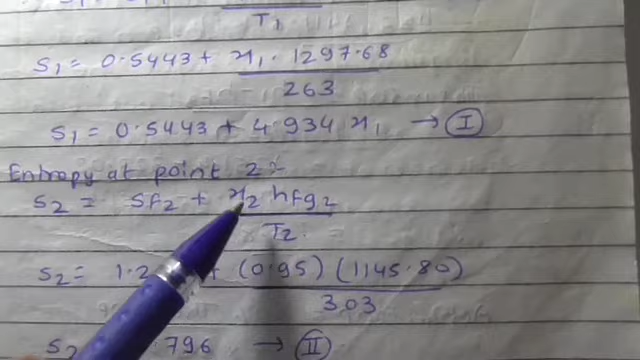 T₁
S₁ = 0.5443 + x₁ . 1297.68
263
S₁ = 0.5443 + 4.934 x₁ → I
Entropy at point 2 :-
S₂ = Sf₂ + x₂ hfg₂
T₂
S₂ = 1.2 + (0.95) (1145.80)
303
S₂ 796 → II